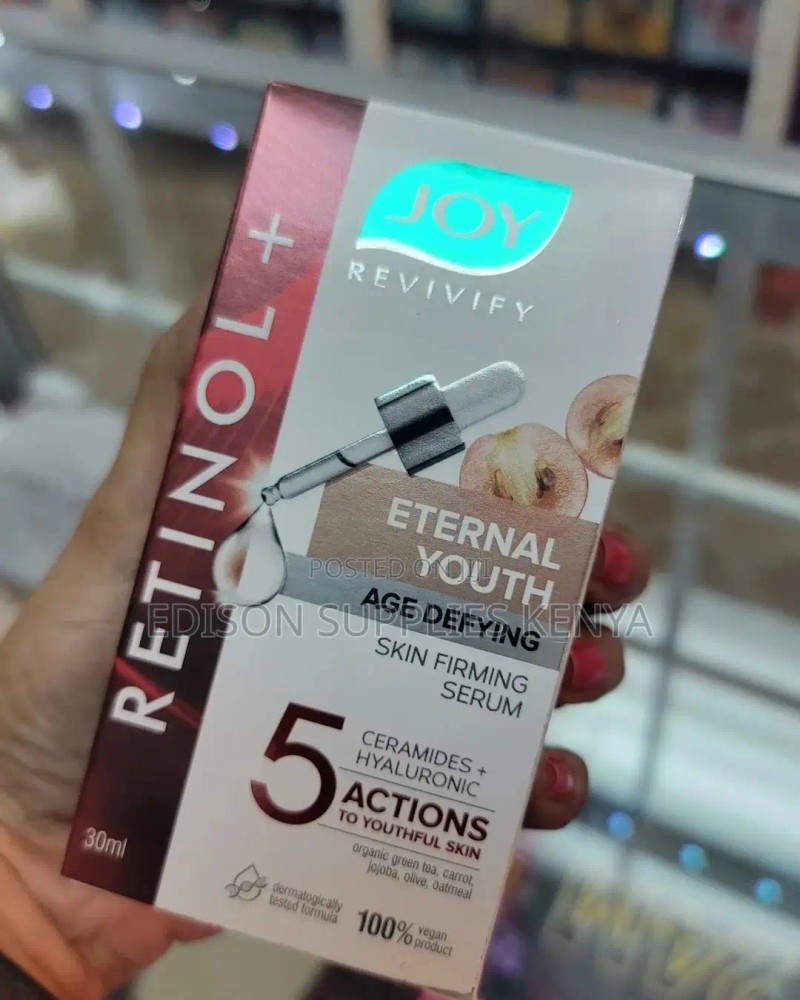 JOY
REVIVIFY
RETINOL +
ETERNAL
YOUTH
POSTED ON
AGE DEFYING
EDISON SUPPLIES KENYA
SKIN FIRMING
SERUM
5
CERAMIDES +
HYALURONIC
ACTIONS
TO YOUTHFUL SKIN
organic green tea, carrot,
jojoba, olive, oatmeal
30ml
dermatogically
tested formula
100% vegan
product